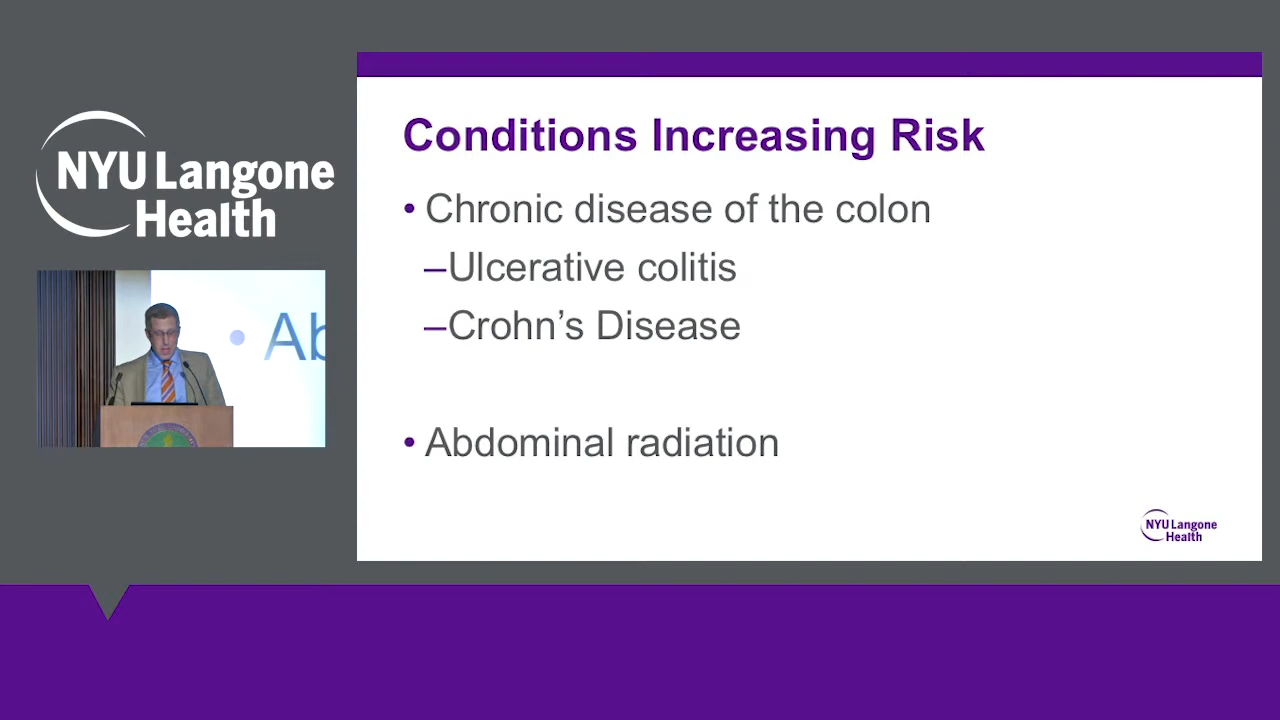 NYU Langone
Health
Conditions Increasing Risk
• Chronic disease of the colon
–Ulcerative colitis
–Crohn’s Disease
• Abdominal radiation
• Ab
NYU Langone
Health